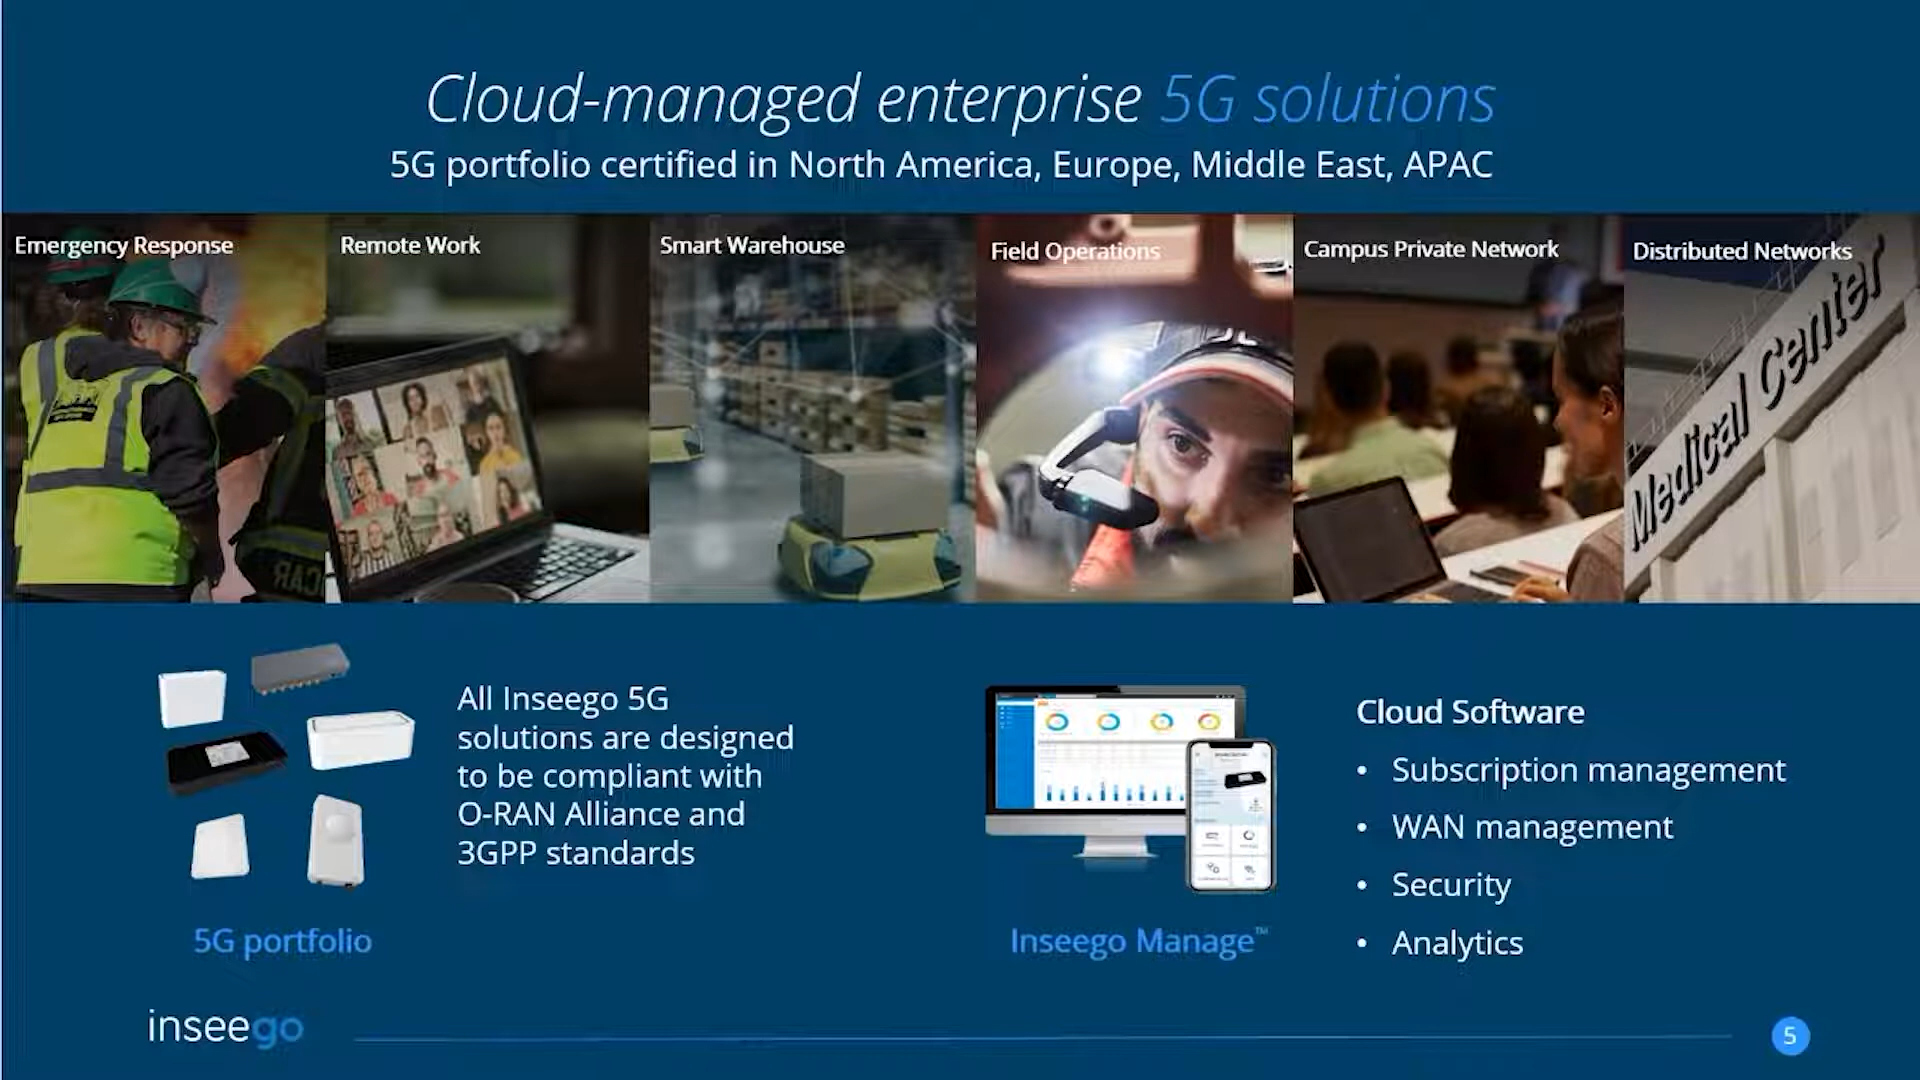 Cloud-managed enterprise 5G solutions
5G portfolio certified in North America, Europe, Middle East, APAC
Emergency Response
Remote Work
Smart Warehouse
Field Operations
Campus Private Network
Distributed Networks
Medical Center
All Inseego 5G
solutions are designed
to be compliant with
O-RAN Alliance and
3GPP standards
5G portfolio
Inseego Manage™
Cloud Software
• Subscription management
• WAN management
• Security
• Analytics
inseego
5